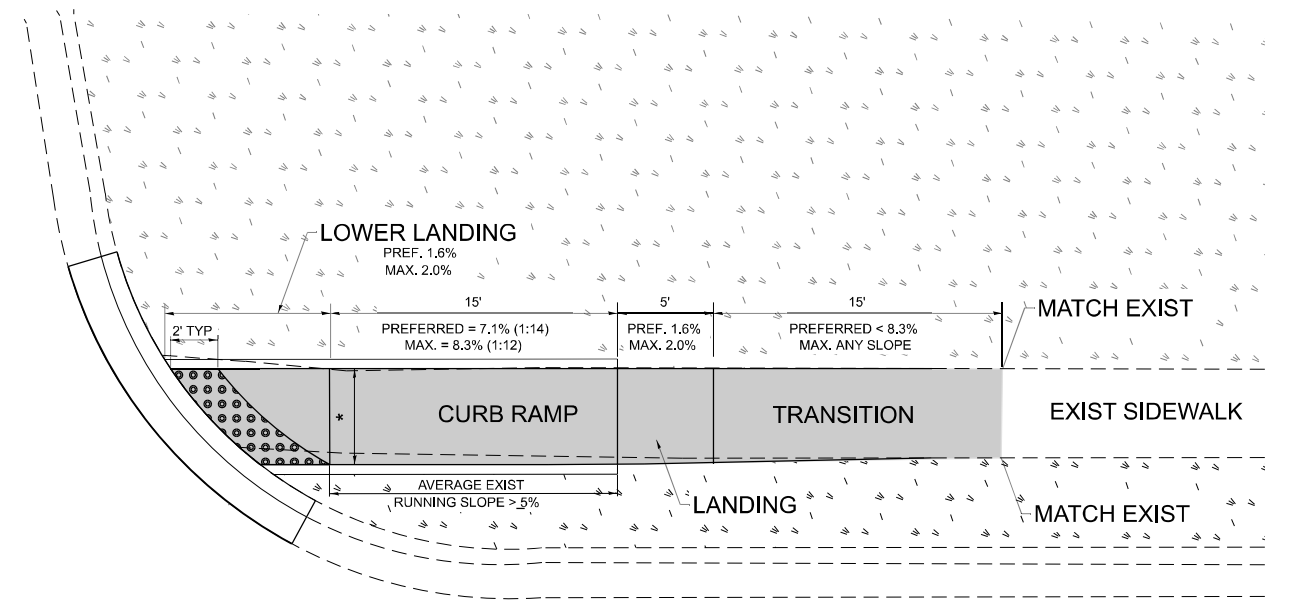 LOWER LANDING
PREF. 1.6%
MAX. 2.0%
15'
5'
15'
MATCH EXIST
2' TYP
PREFERRED = 7.1% (1:14)
MAX. = 8.3% (1:12)
PREF. 1.6%
MAX. 2.0%
PREFERRED < 8.3%
MAX. ANY SLOPE
*
CURB RAMP
TRANSITION
EXIST SIDEWALK
AVERAGE EXIST
RUNNING SLOPE > 5%
LANDING
MATCH EXIST